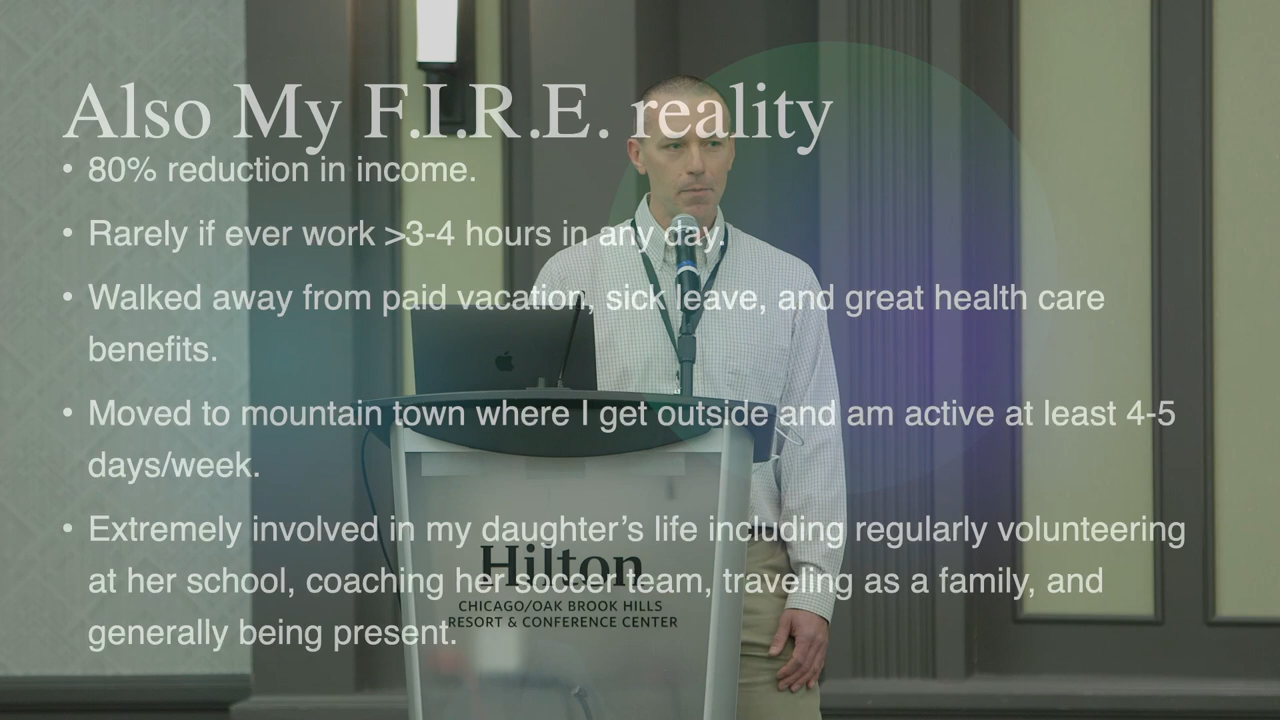 Also My F.I.R.E. reality
• 80% reduction in income.
• Rarely if ever work >3-4 hours in any day.
• Walked away from paid vacation, sick leave, and great health care
benefits.
• Moved to mountain town where I get outside and am active at least 4-5
days/week.
• Extremely involved in my daughter’s life including regularly volunteering
at her school, coaching her soccer team, traveling as a family, and
generally being present.
Hilton
CHICAGO/OAK BROOK HILLS
RESORT & CONFERENCE CENTER